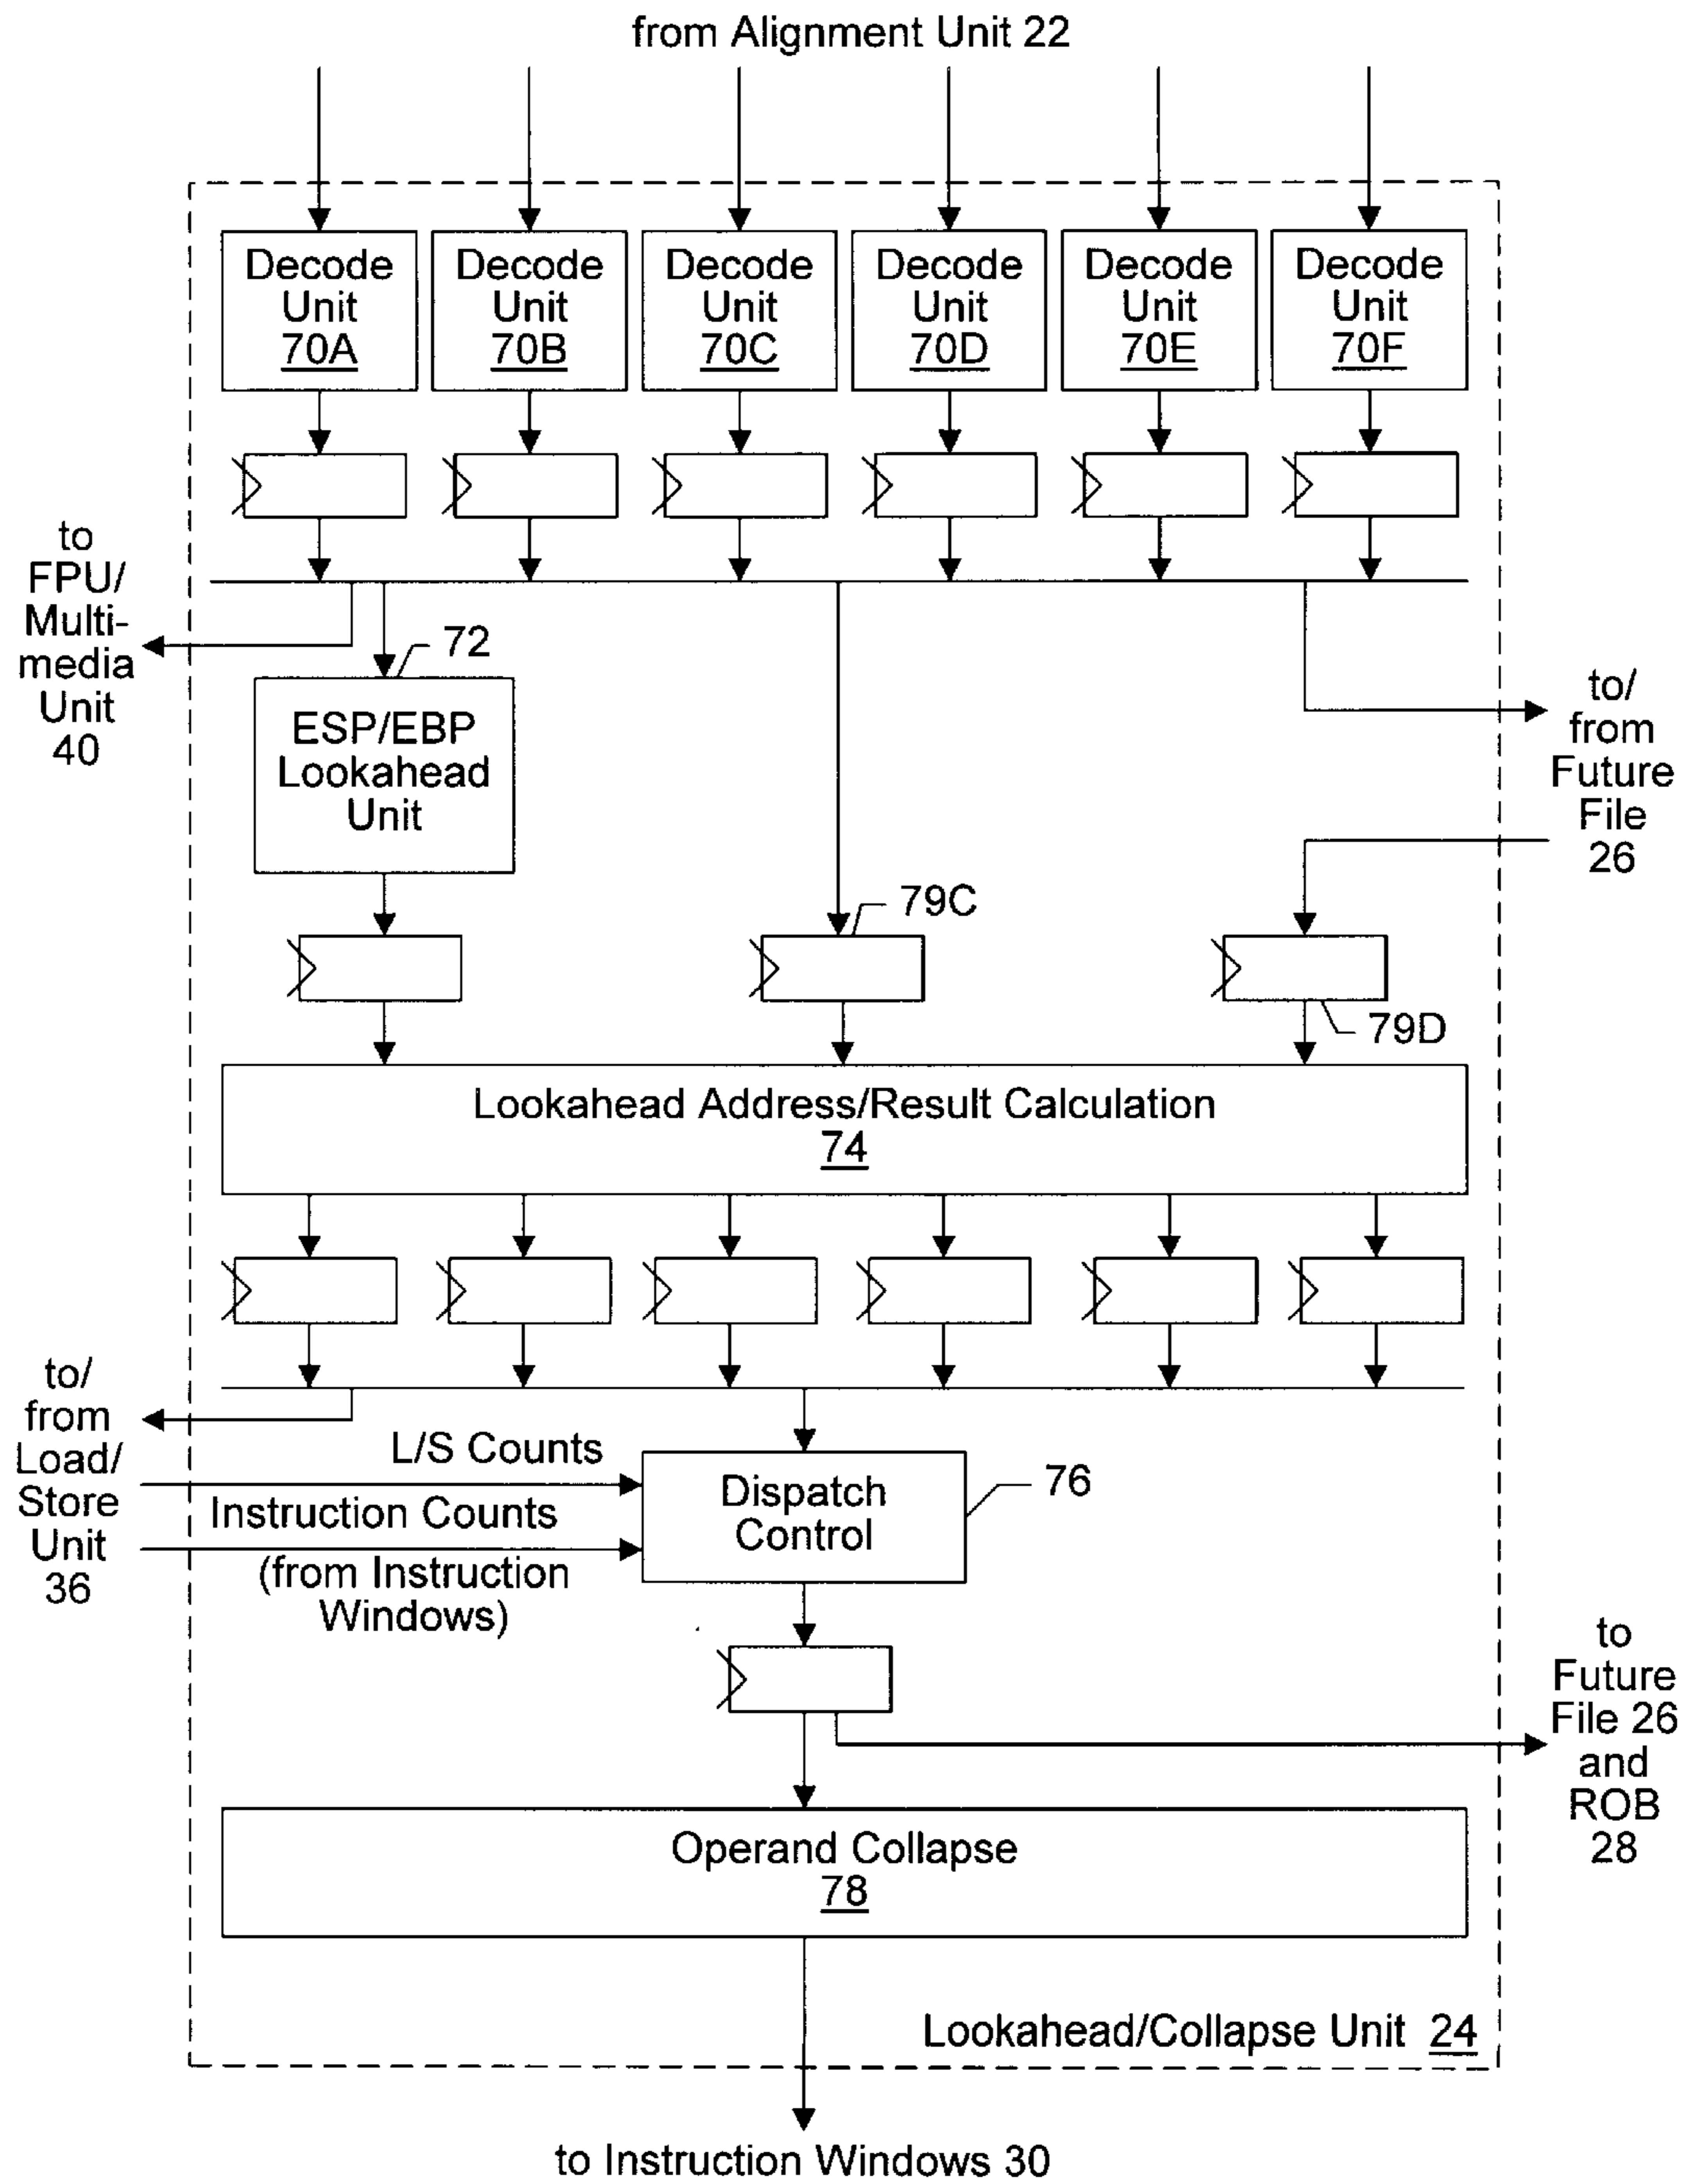 from Alignment Unit 22
Decode
Unit
70A
Decode
Unit
70B
Decode
Unit
70C
Decode
Unit
70D
Decode
Unit
70E
Decode
Unit
70F
to
FPU/
Multi-
media
Unit
40
72
ESP/EBP
Lookahead
Unit
to/
from
Future
File
26
79C
79D
Lookahead Address/Result Calculation
74
to/
from
Load/
Store
Unit
36
L/S Counts
Instruction Counts
(from Instruction
Windows)
Dispatch
Control
76
to
Future
File 26
and
ROB
28
Operand Collapse
78
Lookahead/Collapse Unit 24
to Instruction Windows 30